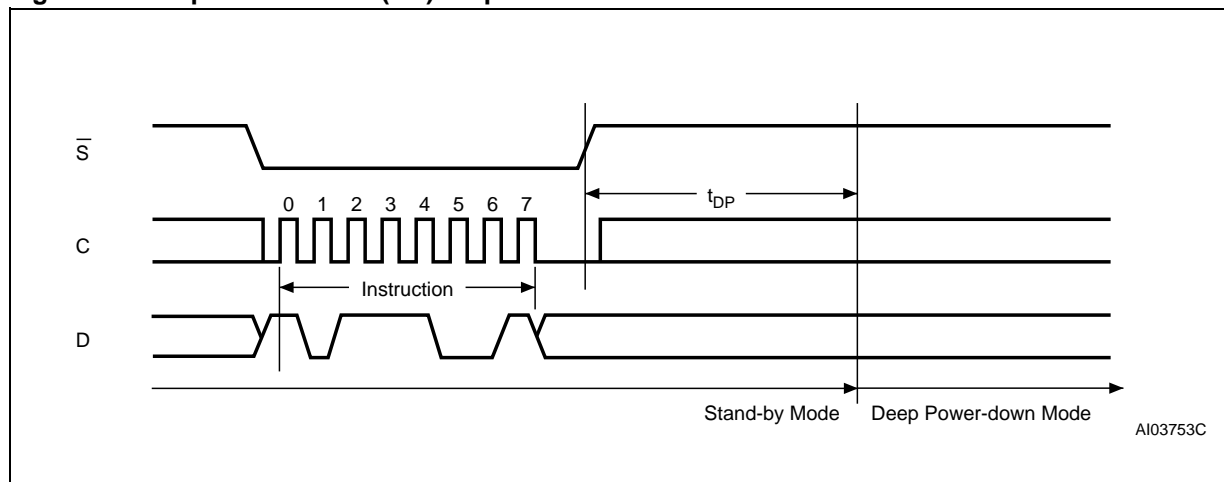 S̅
tDP
0 1 2 3 4 5 6 7
C
Instruction
D
Stand-by Mode
Deep Power-down Mode
AI03753C